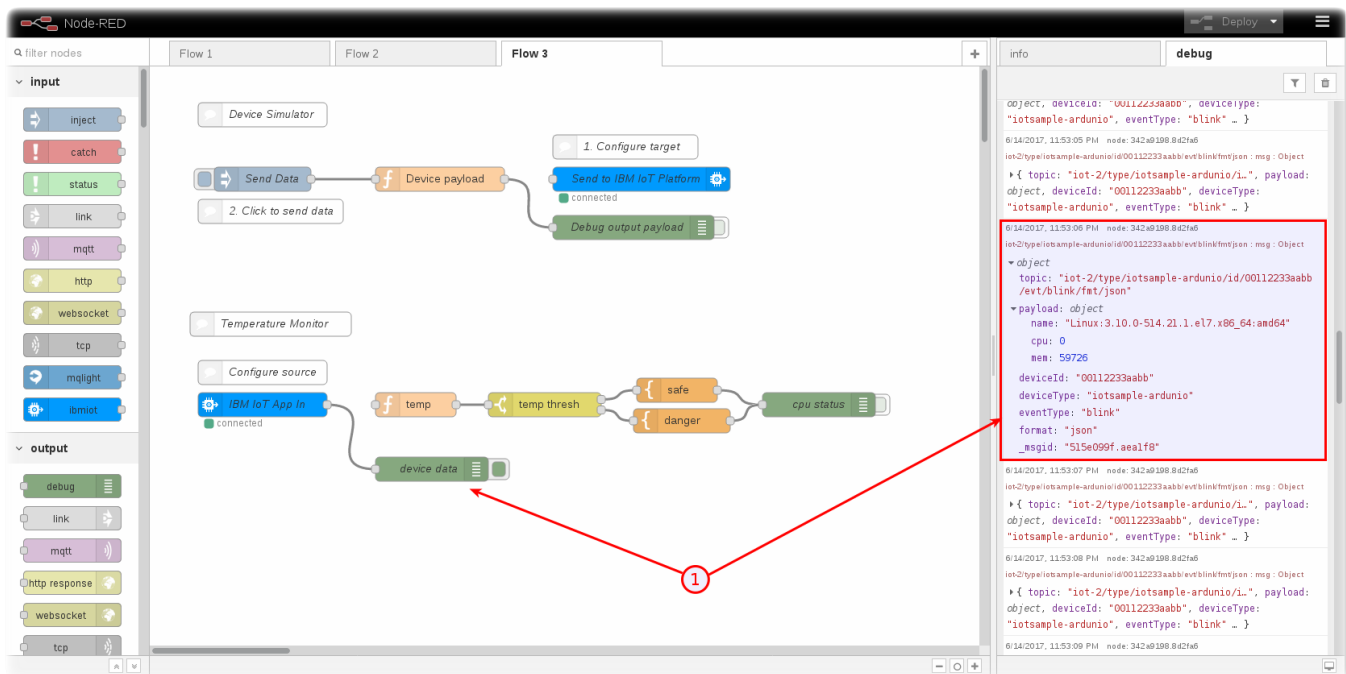 Node-RED
Deploy
filter nodes
Flow 1
Flow 2
Flow 3
info
debug
input
inject
catch
status
link
mqtt
http
websocket
tcp
mqlight
ibmiot
output
debug
link
mqtt
http response
websocket
tcp
Device Simulator
1. Configure target
Send Data
Device payload
Send to IBM IoT Platform
connected
2. Click to send data
Debug output payload
Temperature Monitor
Configure source
IBM IoT App In
connected
temp
temp thresh
safe
danger
cpu status
device data
1
object, deviceId: "00112233aabb", deviceType:
"iotsample-ardunio", eventType: "blink" … }
6/14/2017, 11:53:05 PM node: 342a9198.8d2fa6
iot-2/type/iotsample-ardunio/id/00112233aabb/evt/blink/fmt/json : msg : Object
{ topic: "iot-2/type/iotsample-ardunio/i…", payload:
object, deviceId: "00112233aabb", deviceType:
"iotsample-ardunio", eventType: "blink" … }
6/14/2017, 11:53:06 PM node: 342a9198.8d2fa6
iot-2/type/iotsample-ardunio/id/00112233aabb/evt/blink/fmt/json : msg : Object
object
topic: "iot-2/type/iotsample-ardunio/id/00112233aabb
/evt/blink/fmt/json"
payload: object
name: "Linux:3.10.0-514.21.1.el7.x86_64:amd64"
cpu: 0
mem: 59726
deviceId: "00112233aabb"
deviceType: "iotsample-ardunio"
eventType: "blink"
format: "json"
_msgid: "515e099f.aea1f8"
6/14/2017, 11:53:07 PM node: 342a9198.8d2fa6
iot-2/type/iotsample-ardunio/id/00112233aabb/evt/blink/fmt/json : msg : Object
{ topic: "iot-2/type/iotsample-ardunio/i…", payload:
object, deviceId: "00112233aabb", deviceType:
"iotsample-ardunio", eventType: "blink" … }
6/14/2017, 11:53:08 PM node: 342a9198.8d2fa6
iot-2/type/iotsample-ardunio/id/00112233aabb/evt/blink/fmt/json : msg : Object
{ topic: "iot-2/type/iotsample-ardunio/i…", payload:
object, deviceId: "00112233aabb", deviceType:
"iotsample-ardunio", eventType: "blink" … }
6/14/2017, 11:53:09 PM node: 342a9198.8d2fa6